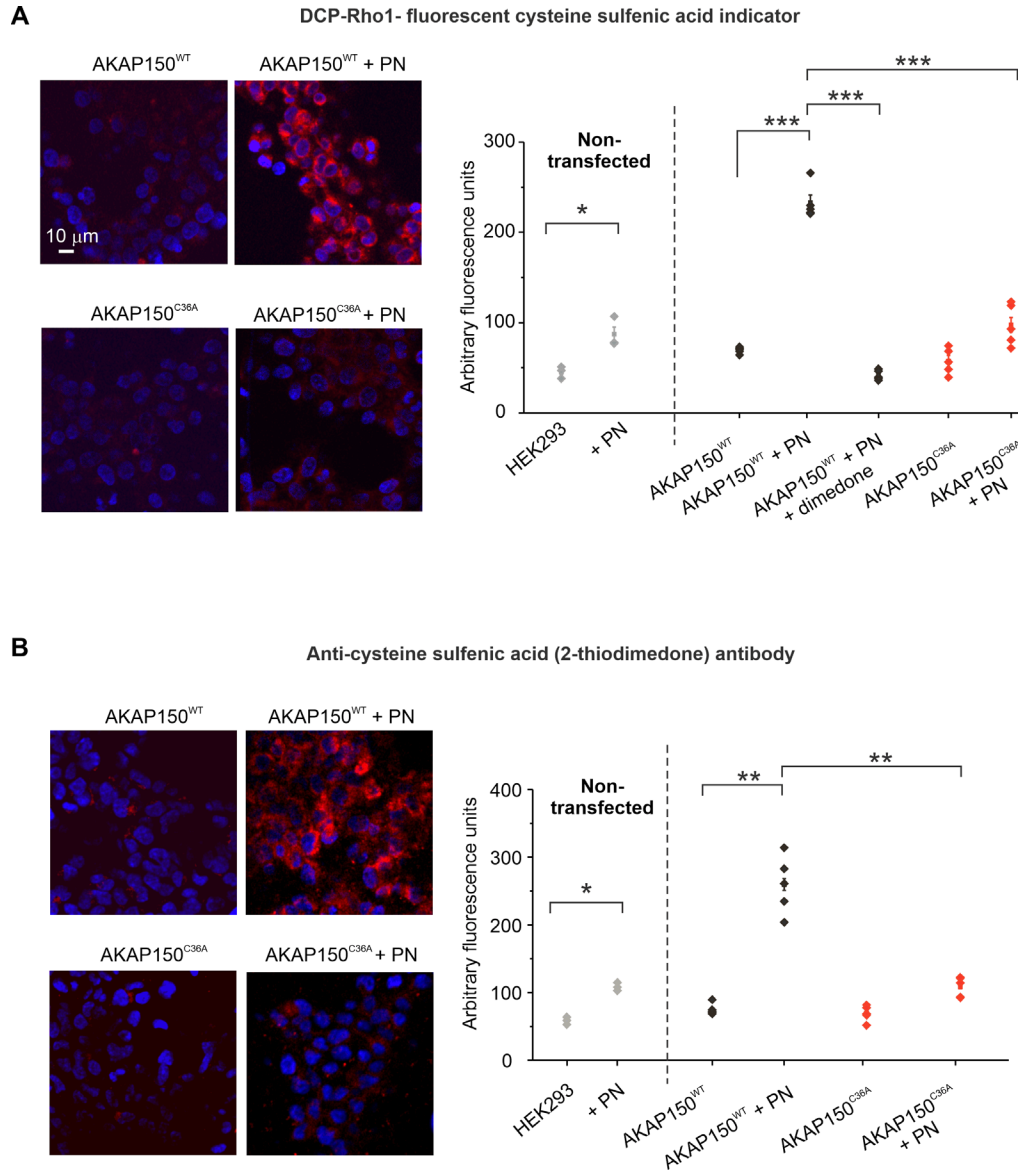 A
DCP-Rho1- fluorescent cysteine sulfenic acid indicator
AKAP150WT
AKAP150WT + PN
10 μm
AKAP150C36A
AKAP150C36A + PN
Arbitrary fluorescence units
300
200
100
0
Non-
transfected
*
***
***
***
HEK293
+ PN
AKAP150WT
AKAP150WT + PN
AKAP150WT + PN
+ dimedone
AKAP150C36A
AKAP150C36A
+ PN
B
Anti-cysteine sulfenic acid (2-thiodimedone) antibody
AKAP150WT
AKAP150WT + PN
AKAP150C36A
AKAP150C36A + PN
Arbitrary fluorescence units
400
300
200
100
0
Non-
transfected
*
**
**
HEK293
+ PN
AKAP150WT
AKAP150WT + PN
AKAP150C36A
AKAP150C36A
+ PN